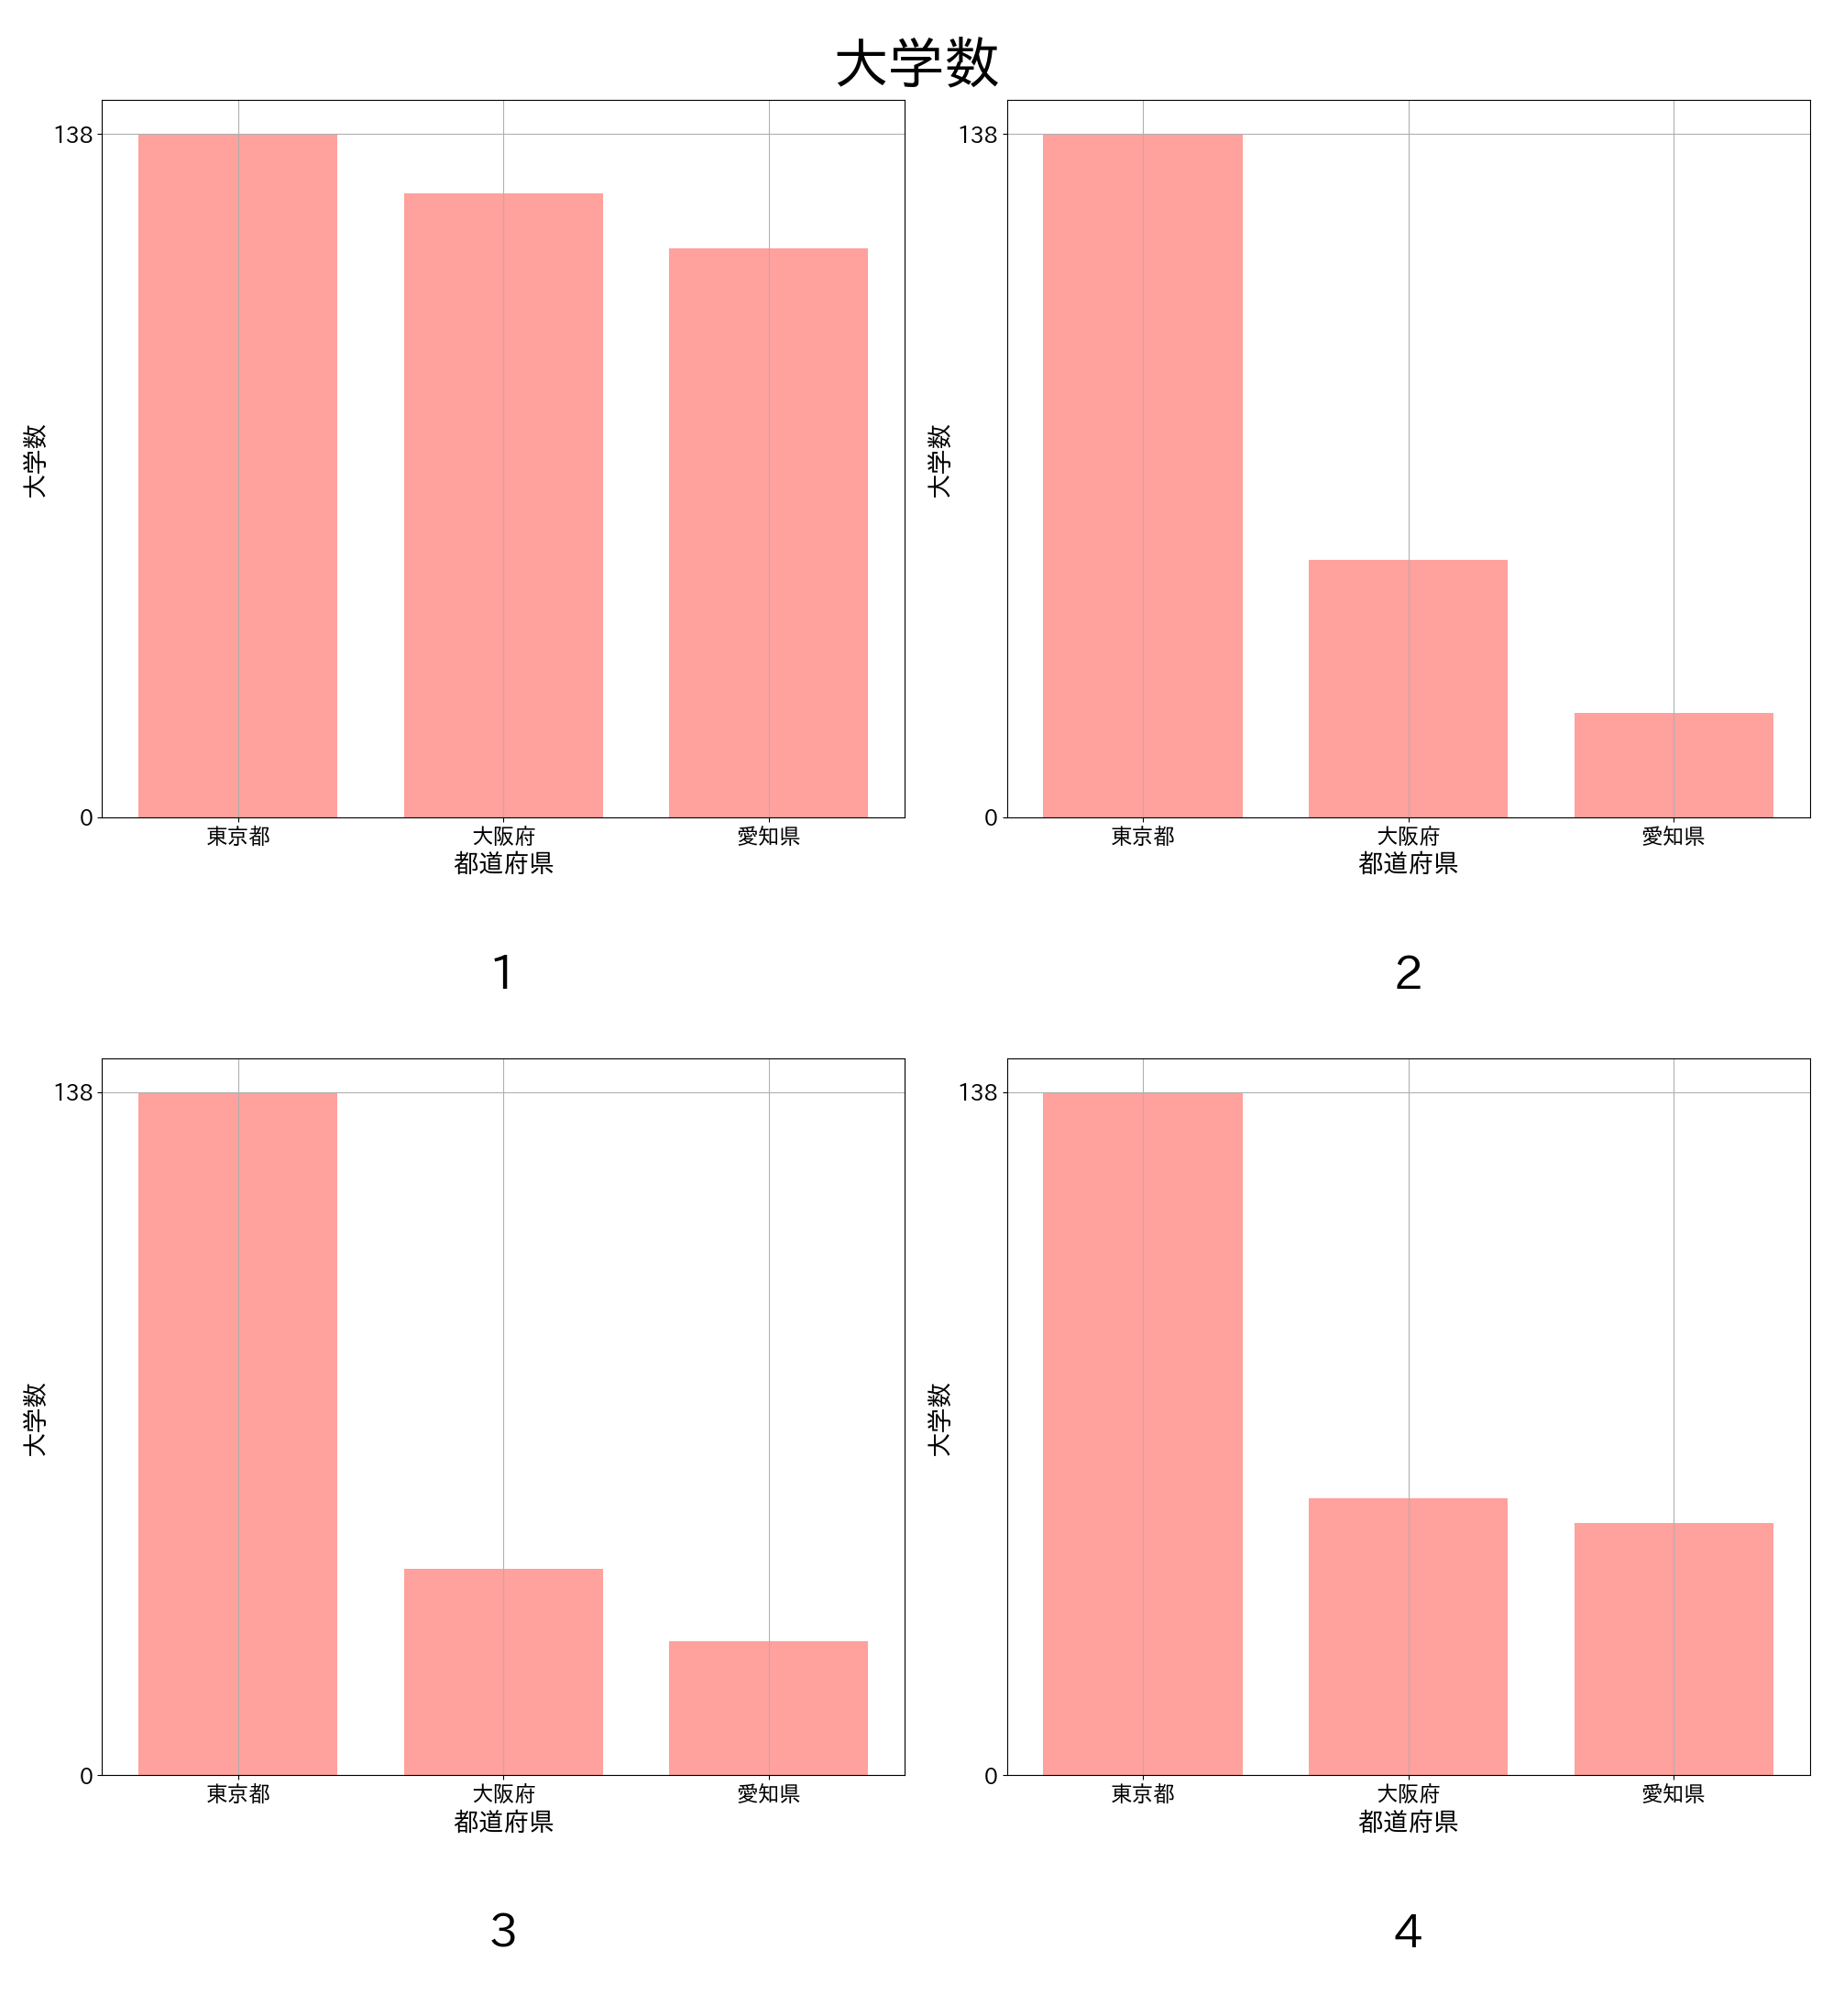 大学数
138
0
大学数
東京都
大阪府
愛知県
都道府県
1
138
0
大学数
東京都
大阪府
愛知県
都道府県
2
138
0
大学数
東京都
大阪府
愛知県
都道府県
3
138
0
大学数
東京都
大阪府
愛知県
都道府県
4